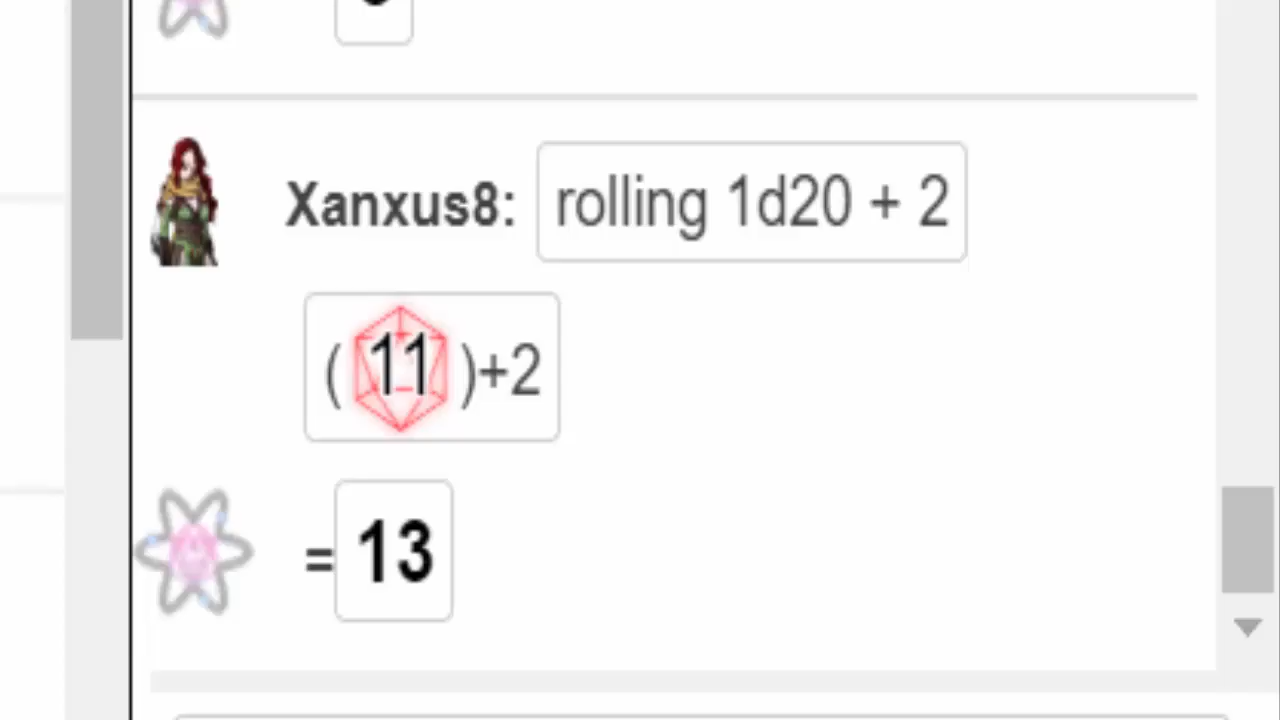 Xanxus8: rolling 1d20 + 2
(11)+2
=13